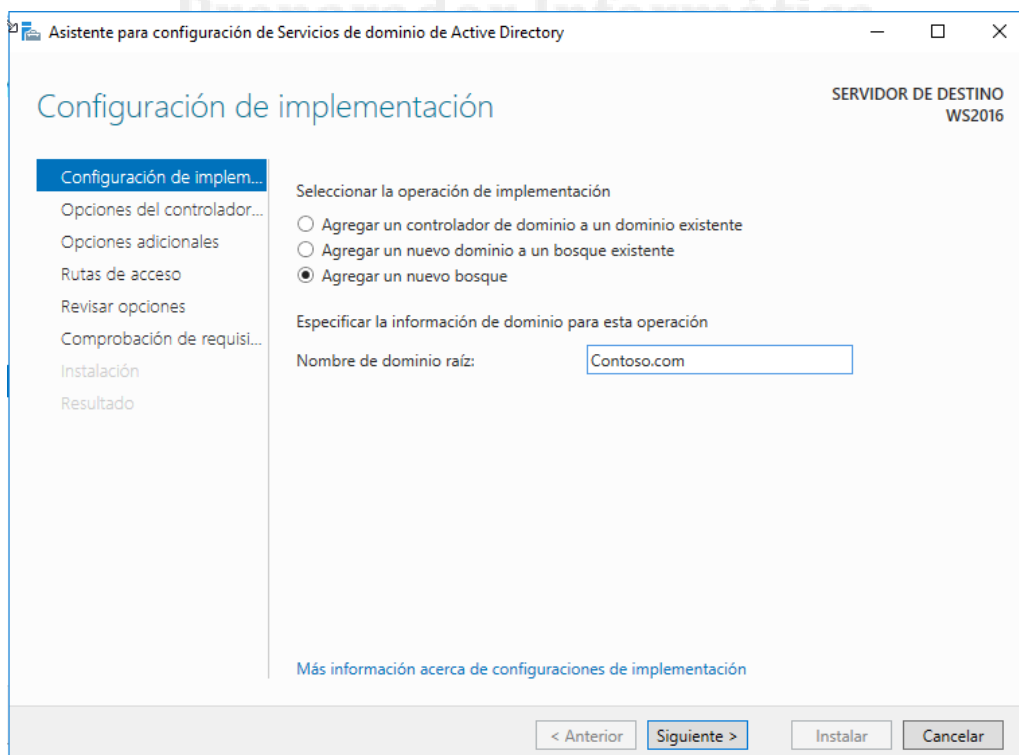 Preparador Informática
Asistente para configuración de Servicios de dominio de Active Directory
Configuración de implementación
SERVIDOR DE DESTINO
WS2016
Configuración de implem...
Opciones del controlador...
Opciones adicionales
Rutas de acceso
Revisar opciones
Comprobación de requisi...
Instalación
Resultado
Seleccionar la operación de implementación
Agregar un controlador de dominio a un dominio existente
Agregar un nuevo dominio a un bosque existente
Agregar un nuevo bosque
Especificar la información de dominio para esta operación
Nombre de dominio raíz: Contoso.com
Más información acerca de configuraciones de implementación
< Anterior Siguiente > Instalar Cancelar